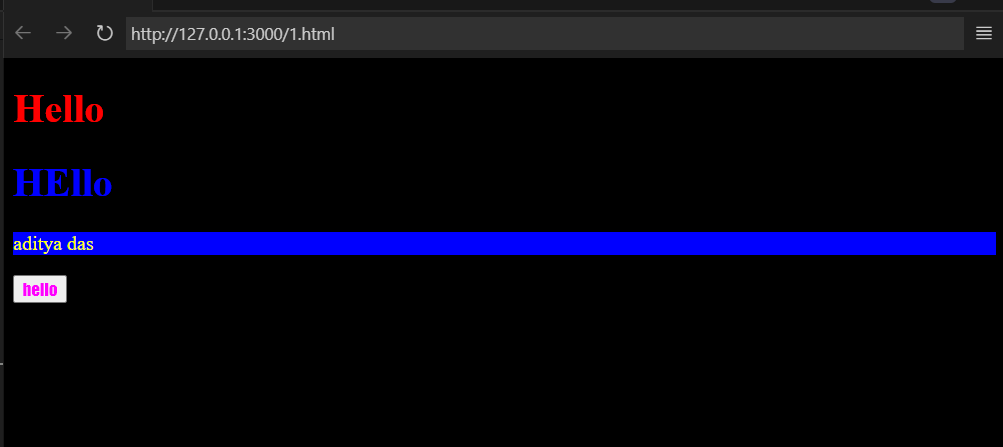 http://127.0.0.1:3000/1.html
Hello
HEllo
aditya das
hello